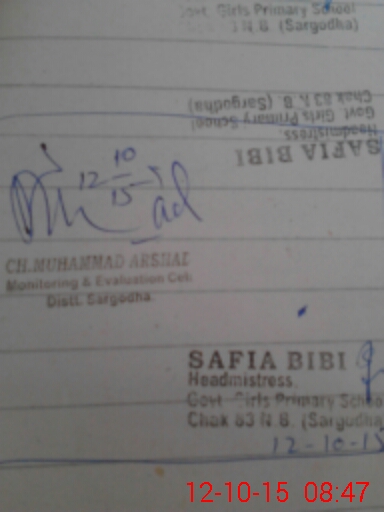 Govt. Girls Primary School
N.B. (Sargodha)
SAFIA BIBI
Headmistress.
Govt Girls Primary School
Chak 83 N.B (Sargodha)
12 10 15
CH.MUHAMMAD ARSHAD
Monitoring & Evaluation Cell
Distt. Sargodha
SAFIA BIBI
Headmistress.
Govt Girls Primary School
Chak 83 N.B. (Sargodha)
12-10-15
12-10-15 08:47